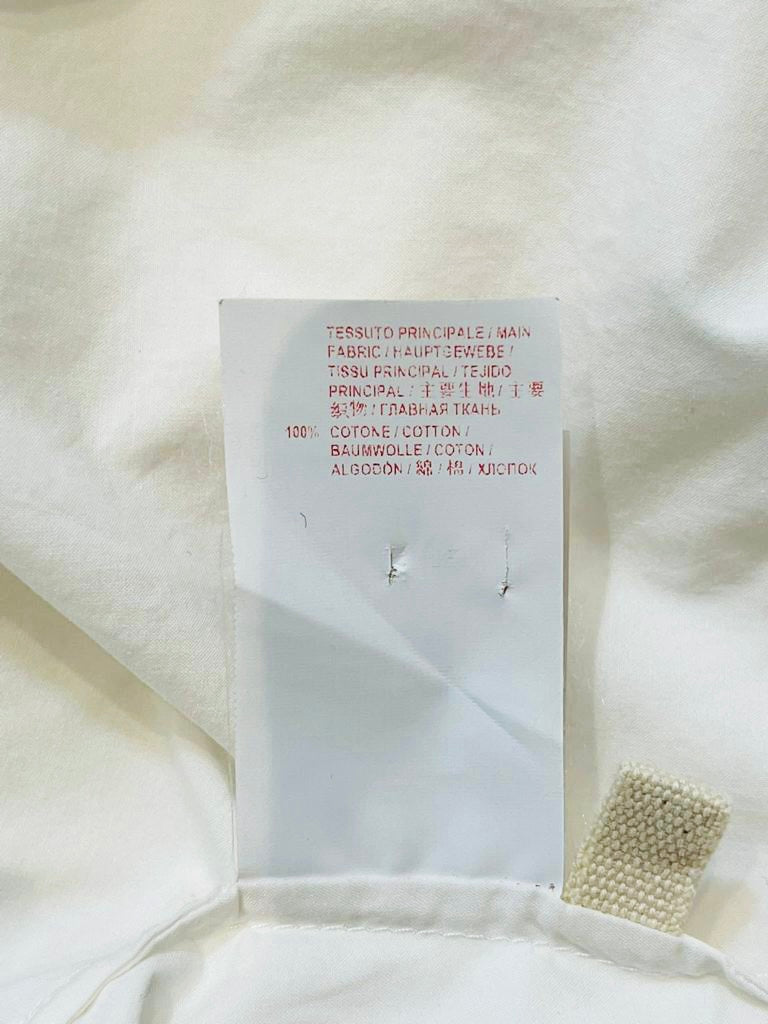 TESSUTO PRINCIPALE / MAIN
FABRIC / HAUPTGEWEBE /
TISSU PRINCIPAL / TEJIDO
PRINCIPAL / 主要生地 / 主要
织物 / ГЛАВНАЯ ТКАНЬ
100% COTONE / COTTON /
BAUMWOLLE / COTON /
ALGODÓN / 綿 / 棉 / ХЛОПОК